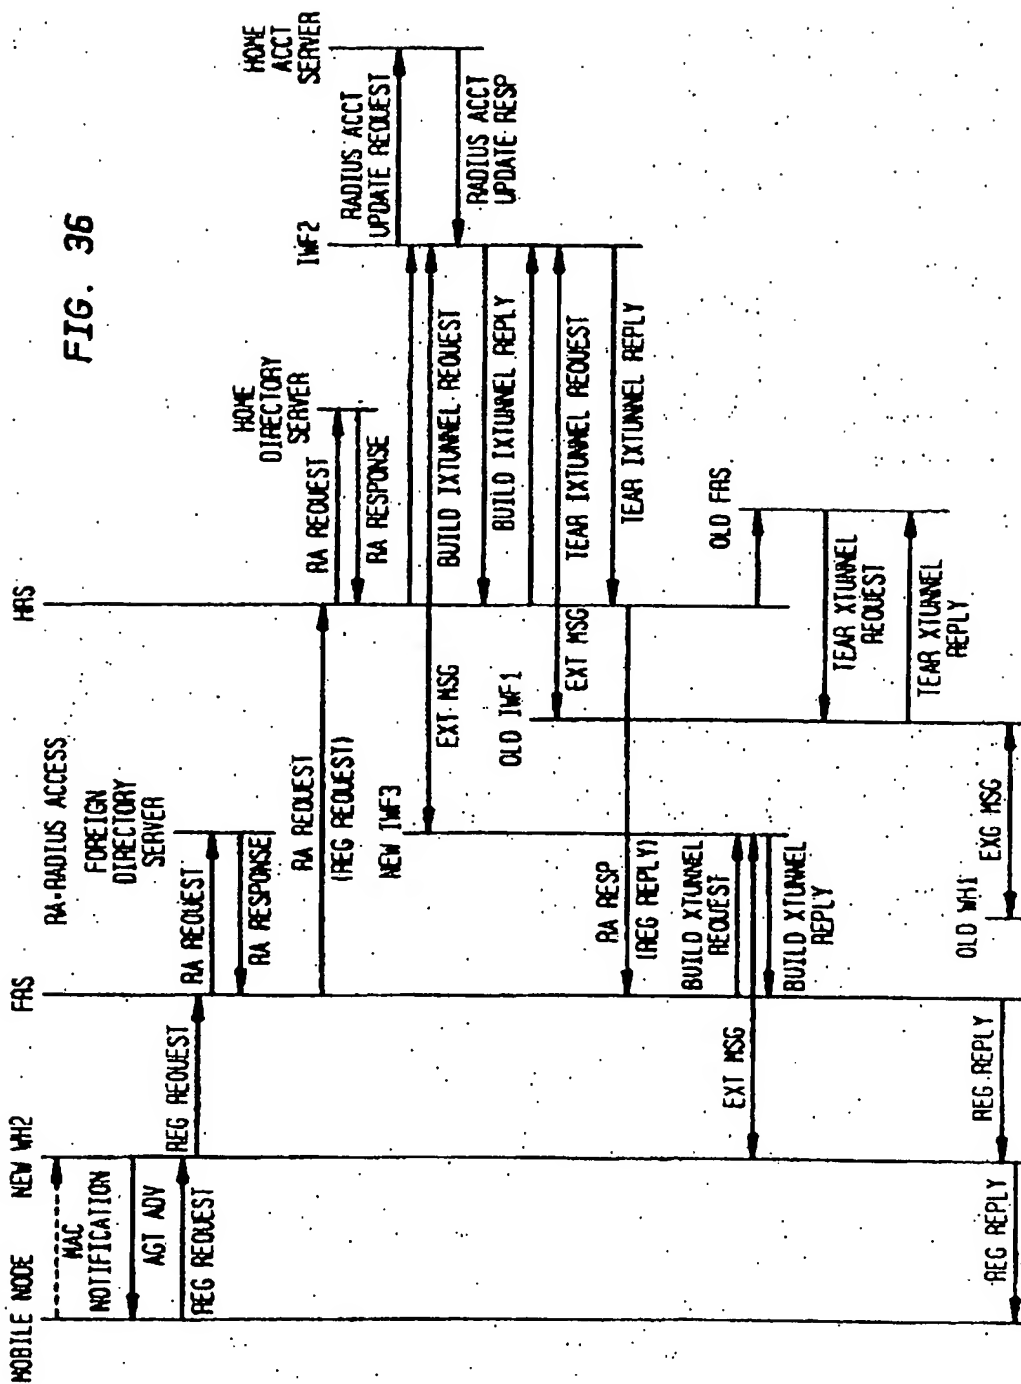 FIG. 36
MOBILE NODE
NEW WH2
FRS
HRS
RA=RADIUS ACCESS
MAC
NOTIFICATION
AGT ADV
REG REQUEST
REG REQUEST
FOREIGN
DIRECTORY
SERVER
RA REQUEST
RA RESPONSE
RA REQUEST
(REG REQUEST)
HOME
DIRECTORY
SERVER
RA REQUEST
RA RESPONSE
IWF2
HOME
ACCT
SERVER
RADIUS ACCT
UPDATE REQUEST
RADIUS ACCT
UPDATE RESP
NEW IWF3
EXT MSG
BUILD IXTUNNEL REQUEST
BUILD IXTUNNEL REPLY
OLD IWF1
EXT MSG
TEAR IXTUNNEL REQUEST
TEAR IXTUNNEL REPLY
RA RESP
(REG REPLY)
BUILD XTUNNEL
REQUEST
EXT MSG
BUILD XTUNNEL
REPLY
OLD FRS
TEAR XTUNNEL
REQUEST
TEAR XTUNNEL
REPLY
OLD WH1
EXG MSG
REG REPLY
REG REPLY